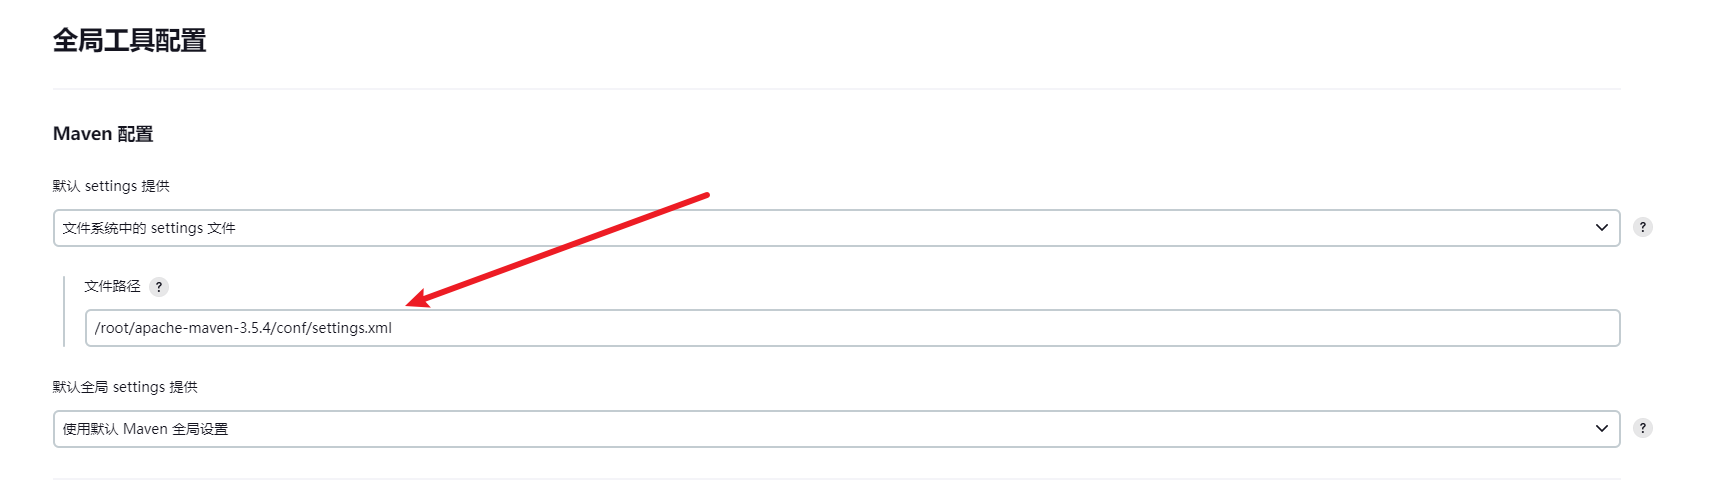 全局工具配置
Maven 配置
默认 settings 提供
文件系统中的 settings 文件
?
文件路径 ?
/root/apache-maven-3.5.4/conf/settings.xml
默认全局 settings 提供
使用默认 Maven 全局设置
?